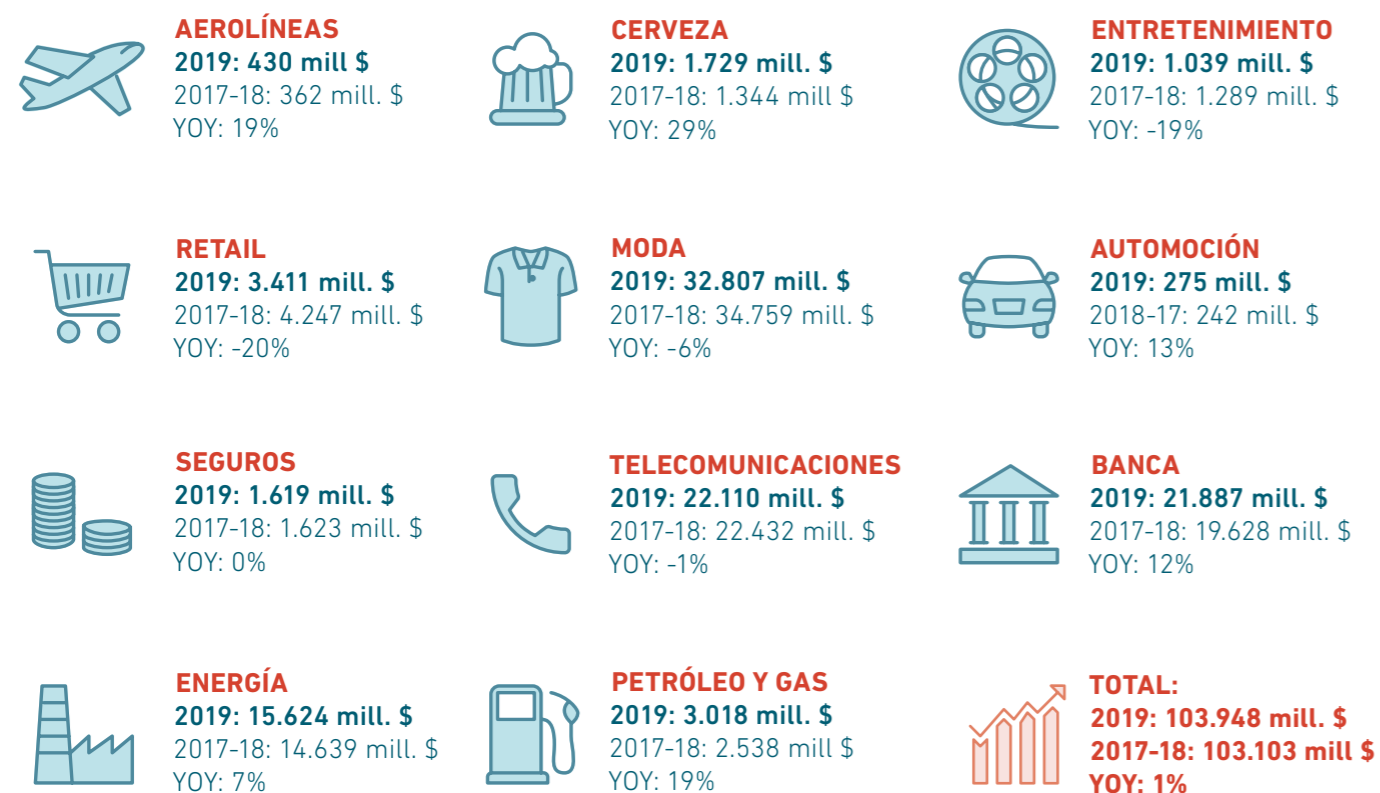 AEROLÍNEAS
2019: 430 mill $
2017-18: 362 mill. $
YOY: 19%
CERVEZA
2019: 1.729 mill. $
2017-18: 1.344 mill $
YOY: 29%
ENTRETENIMIENTO
2019: 1.039 mill. $
2017-18: 1.289 mill. $
YOY: -19%
RETAIL
2019: 3.411 mill. $
2017-18: 4.247 mill. $
YOY: -20%
MODA
2019: 32.807 mill. $
2017-18: 34.759 mill. $
YOY: -6%
AUTOMOCIÓN
2019: 275 mill. $
2018-17: 242 mill. $
YOY: 13%
SEGUROS
2019: 1.619 mill. $
2017-18: 1.623 mill. $
YOY: 0%
TELECOMUNICACIONES
2019: 22.110 mill. $
2017-18: 22.432 mill. $
YOY: -1%
BANCA
2019: 21.887 mill. $
2017-18: 19.628 mill. $
YOY: 12%
ENERGÍA
2019: 15.624 mill. $
2017-18: 14.639 mill. $
YOY: 7%
PETRÓLEO Y GAS
2019: 3.018 mill. $
2017-18: 2.538 mill $
YOY: 19%
TOTAL:
2019: 103.948 mill. $
2017-18: 103.103 mill $
YOY: 1%